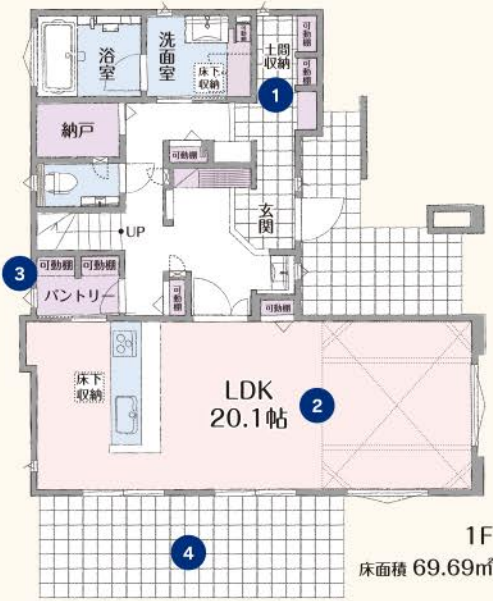 浴室
洗面室
床下
収納
土間
収納
可動棚
可動棚
可動棚
1
納戸
可動棚
玄関
UP
3
可動棚
可動棚
パントリー
可動棚
可動棚
床下
収納
LDK
20.1帖
2
4
1F
床面積 69.69㎡